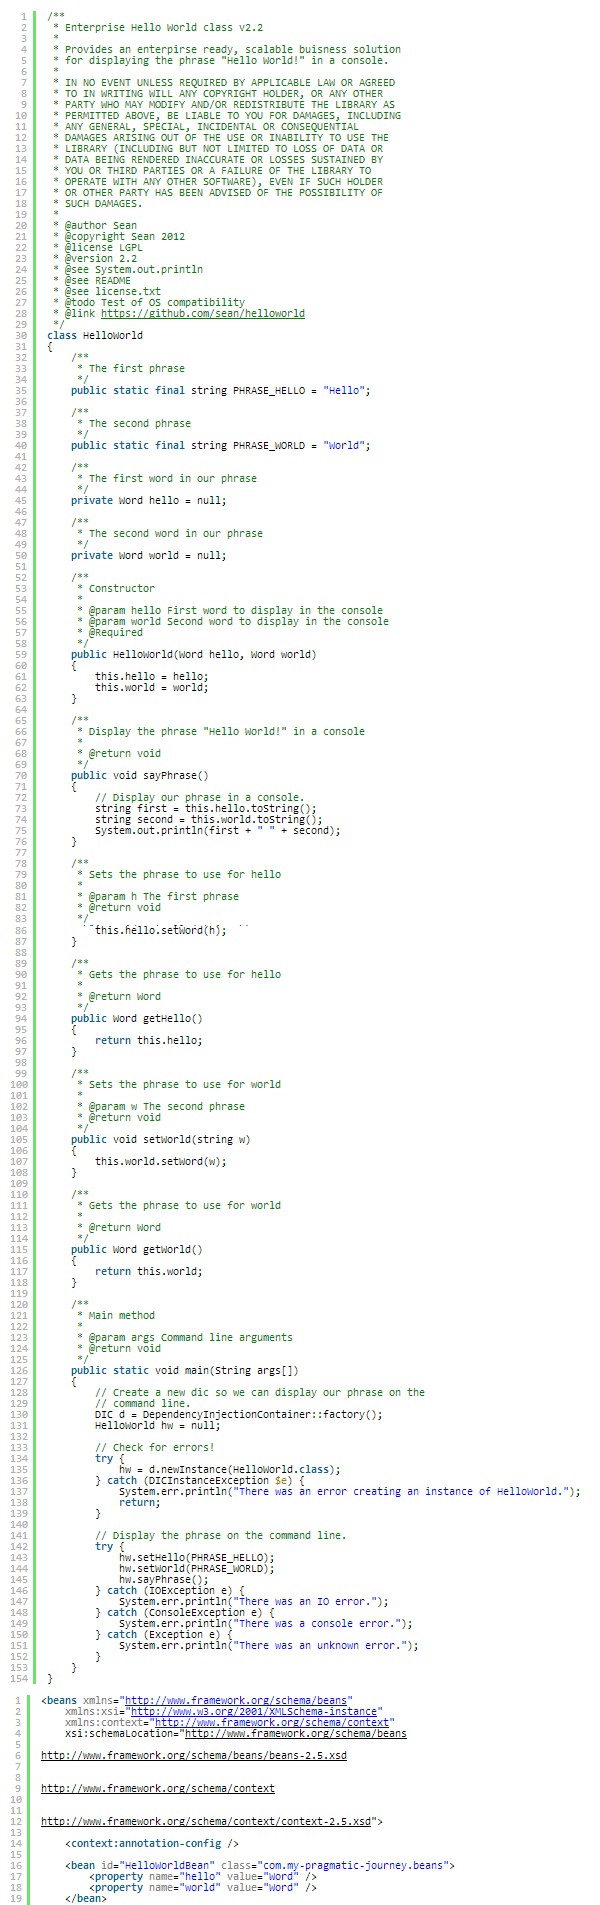 1 /**
2 * Enterprise Hello World class v2.2
3 *
4 * Provides an enterpirse ready, scalable buisness solution
5 * for displaying the phrase "Hello World!" in a console.
6 *
7 * IN NO EVENT UNLESS REQUIRED BY APPLICABLE LAW OR AGREED
8 * TO IN WRITING WILL ANY COPYRIGHT HOLDER, OR ANY OTHER
9 * PARTY WHO MAY MODIFY AND/OR REDISTRIBUTE THE LIBRARY AS
10 * PERMITTED ABOVE, BE LIABLE TO YOU FOR DAMAGES, INCLUDING
11 * ANY GENERAL, SPECIAL, INCIDENTAL OR CONSEQUENTIAL
12 * DAMAGES ARISING OUT OF THE USE OR INABILITY TO USE THE
13 * LIBRARY (INCLUDING BUT NOT LIMITED TO LOSS OF DATA OR
14 * DATA BEING RENDERED INACCURATE OR LOSSES SUSTAINED BY
15 * YOU OR THIRD PARTIES OR A FAILURE OF THE LIBRARY TO
16 * OPERATE WITH ANY OTHER SOFTWARE), EVEN IF SUCH HOLDER
17 * OR OTHER PARTY HAS BEEN ADVISED OF THE POSSIBILITY OF
18 * SUCH DAMAGES.
19 *
20 * @author Sean
21 * @copyright Sean 2012
22 * @license LGPL
23 * @version 2.2
24 * @see System.out.println
25 * @see README
26 * @see license.txt
27 * @todo Test of OS compatibility
28 * @link https://github.com/sean/helloworld
29 */
30 class HelloWorld
31 {
32 /**
33 * The first phrase
34 */
35 public static final string PHRASE_HELLO = "Hello";
36
37 /**
38 * The second phrase
39 */
40 public static final string PHRASE_WORLD = "World";
41
42 /**
43 * The first word in our phrase
44 */
45 private Word hello = null;
46
47 /**
48 * The second word in our phrase
49 */
50 private Word world = null;
51
52 /**
53 * Constructor
54 *
55 * @param hello First word to display in the console
56 * @param world Second word to display in the console
57 * @Required
58 */
59 public HelloWorld(Word hello, Word world)
60 {
61 this.hello = hello;
62 this.world = world;
63 }
64
65 /**
66 * Display the phrase "Hello World!" in a console
67 *
68 * @return void
69 */
70 public void sayPhrase()
71 {
72 // Display our phrase in a console.
73 string first = this.hello.toString();
74 string second = this.world.toString();
75 System.out.println(first + " " + second);
76 }
77
78 /**
79 * Sets the phrase to use for hello
80 *
81 * @param h The first phrase
82 * @return void
83 */
86 this.hello.setWord(h);
87 }
88
89 /**
90 * Gets the phrase to use for hello
91 *
92 * @return Word
93 */
94 public Word getHello()
95 {
96 return this.hello;
97 }
98
99 /**
100 * Sets the phrase to use for world
101 *
102 * @param w The second phrase
103 * @return void
104 */
105 public void setWorld(string w)
106 {
107 this.world.setWord(w);
108 }
109
110 /**
111 * Gets the phrase to use for world
112 *
113 * @return Word
114 */
115 public Word getWorld()
116 {
117 return this.world;
118 }
119
120 /**
121 * Main method
122 *
123 * @param args Command line arguments
124 * @return void
125 */
126 public static void main(String args[])
127 {
128 // Create a new dic so we can display our phrase on the
129 // command line.
130 DIC d = DependencyInjectionContainer::factory();
131 HelloWorld hw = null;
132
133 // Check for errors!
134 try {
135 hw = d.newInstance(HelloWorld.class);
136 } catch (DICInstanceException $e) {
137 System.err.println("There was an error creating an instance of HelloWorld.");
138 return;
139 }
140
141 // Display the phrase on the command line.
142 try {
143 hw.setHello(PHRASE_HELLO);
144 hw.setWorld(PHRASE_WORLD);
145 hw.sayPhrase();
146 } catch (IOException e) {
147 System.err.println("There was an IO error.");
148 } catch (ConsoleException e) {
149 System.err.println("There was a console error.");
150 } catch (Exception e) {
151 System.err.println("There was an unknown error.");
152 }
153 }
154 }
1 <beans xmlns="http://www.framework.org/schema/beans"
2 xmlns:xsi="http://www.w3.org/2001/XMLSchema-instance"
3 xmlns:context="http://www.framework.org/schema/context"
4 xsi:schemaLocation="http://www.framework.org/schema/beans
5
6 http://www.framework.org/schema/beans/beans-2.5.xsd
7
8
9 http://www.framework.org/schema/context
10
11
12 http://www.framework.org/schema/context/context-2.5.xsd">
13
14 <context:annotation-config />
15
16 <bean id="HelloWorldBean" class="com.my-pragmatic-journey.beans">
17 <property name="hello" value="Word" />
18 <property name="world" value="Word" />
19 </bean>